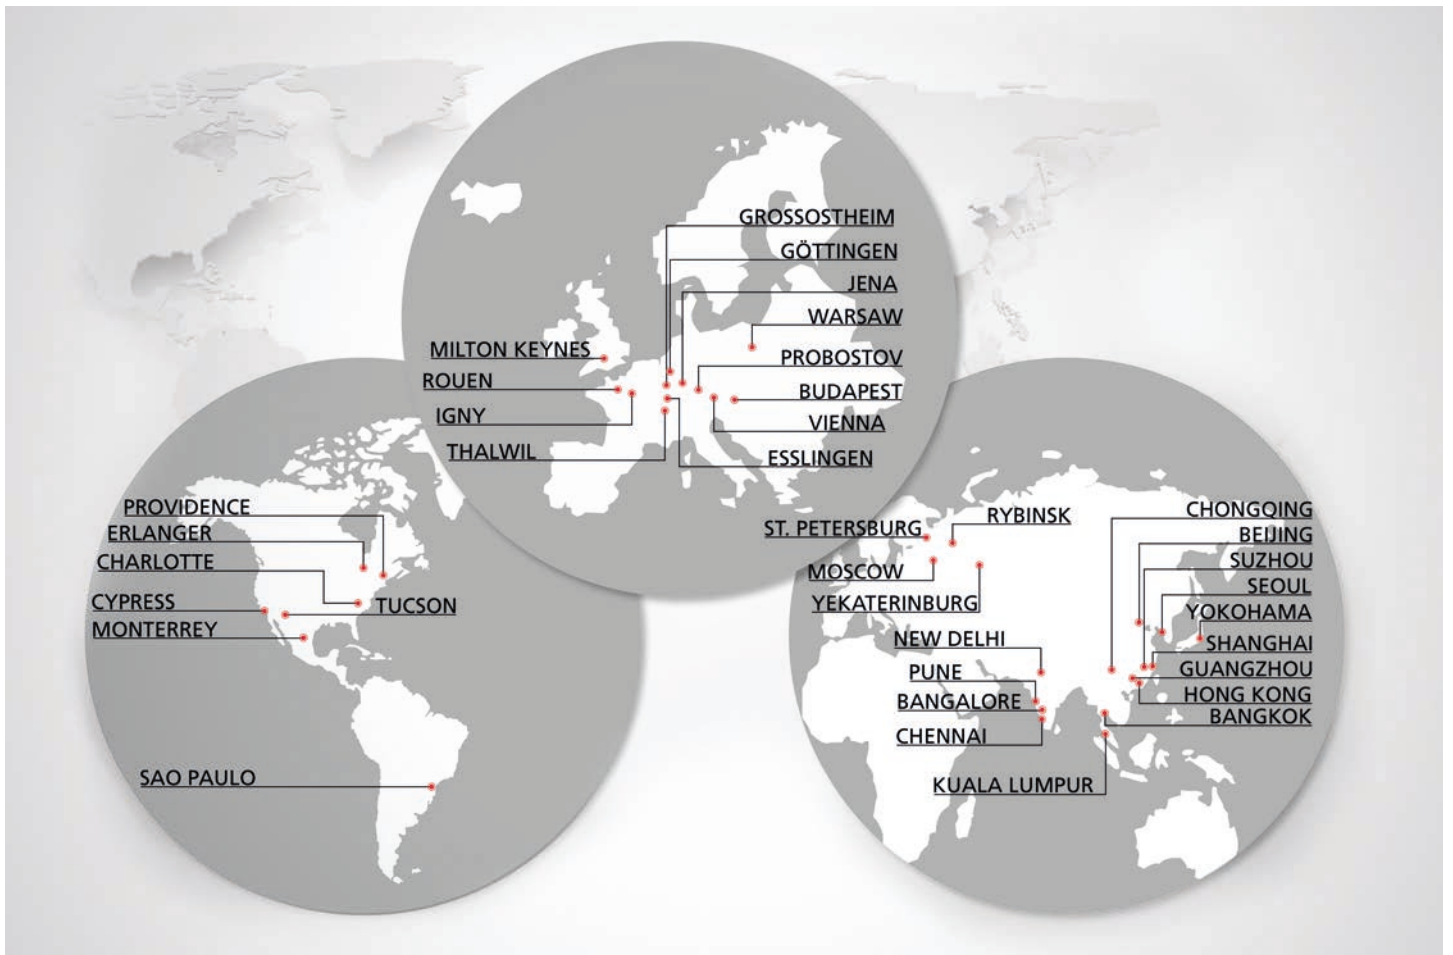 GROSSOSTHEIM
GÖTTINGEN
JENA
WARSAW
MILTON KEYNES
PROBOSTOV
ROUEN
BUDAPEST
IGNY
VIENNA
THALWIL
ESSLINGEN
PROVIDENCE
ERLANGER
CHARLOTTE
CYPRESS
TUCSON
MONTERREY
SAO PAULO
ST. PETERSBURG
RYBINSK
MOSCOW
YEKATERINBURG
NEW DELHI
PUNE
BANGALORE
CHENNAI
KUALA LUMPUR
CHONGQING
BEIJING
SUZHOU
SEOUL
YOKOHAMA
SHANGHAI
GUANGZHOU
HONG KONG
BANGKOK